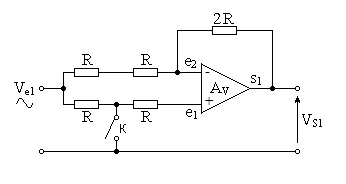 2R
R R e2 - s1
Ve1 Av
R R e1 +
K VS1